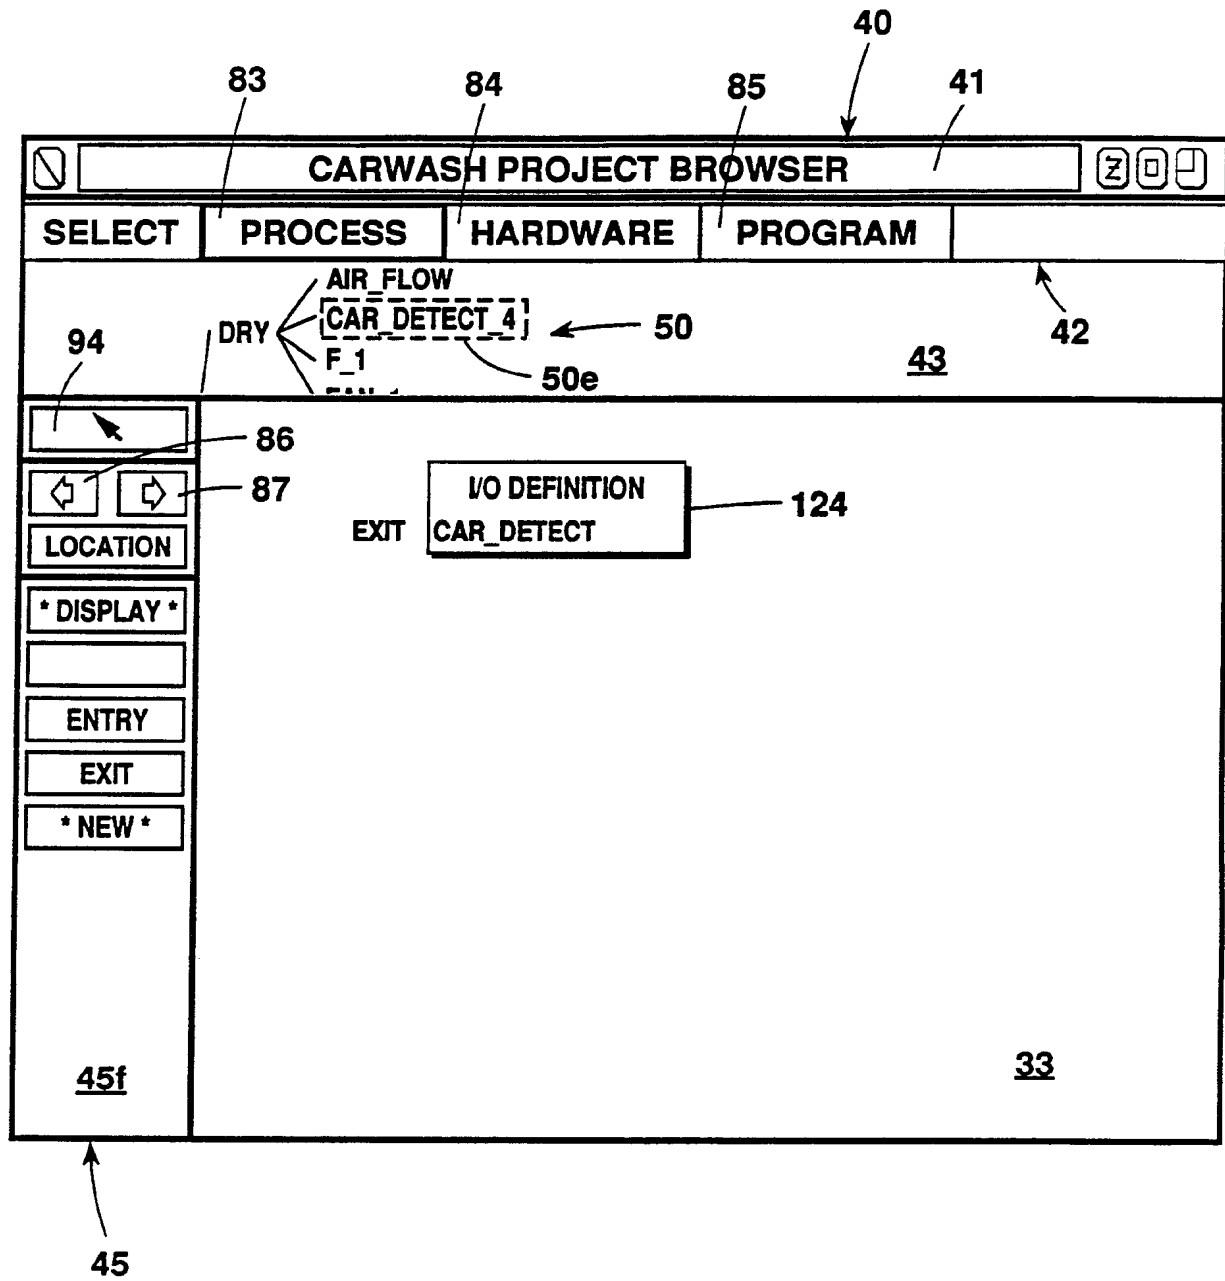 40
83
84
85
41
CARWASH PROJECT BROWSER
Z
SELECT PROCESS HARDWARE PROGRAM
AIR_FLOW
DRY
CAR_DETECT_4
50
42
94
F_1
50e
43
86
87
I/O DEFINITION
124
EXIT CAR_DETECT
LOCATION
* DISPLAY *
ENTRY
EXIT
* NEW *
45f
33
45